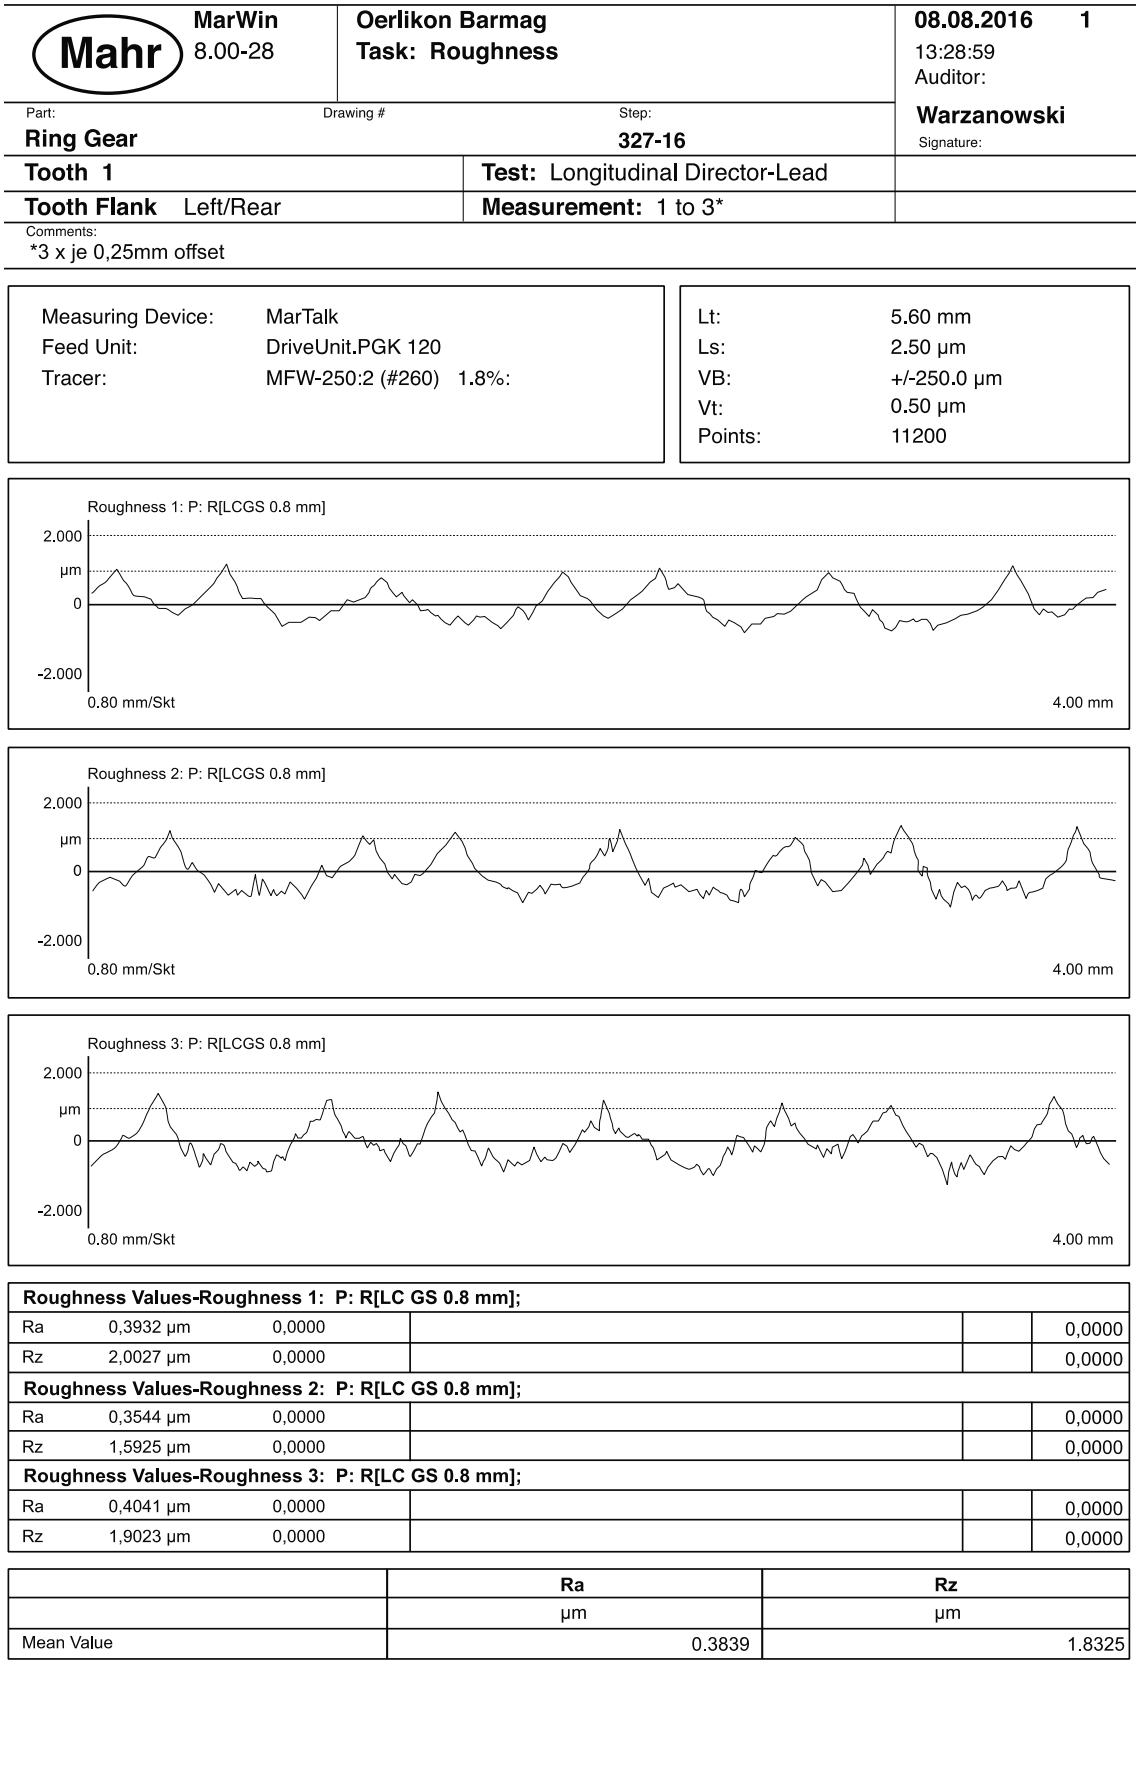 Mahr
MarWin
8.00-28
Oerlikon Barmag
Task: Roughness
08.08.2016 1
13:28:59
Auditor:
Warzanowski
Signature:
Part: Drawing # Step:
Ring Gear 327-16
Tooth 1 Test: Longitudinal Director-Lead
Tooth Flank Left/Rear Measurement: 1 to 3*
Comments:
*3 x je 0,25mm offset
Measuring Device: MarTalk
Feed Unit: DriveUnit.PGK 120
Tracer: MFW-250:2 (#260) 1.8%:
Lt: 5.60 mm
Ls: 2.50 µm
VB: +/-250.0 µm
Vt: 0.50 µm
Points: 11200
Roughness 1: P: R[LCGS 0.8 mm]
2.000
µm
0
-2.000
0.80 mm/Skt 4.00 mm
Roughness 2: P: R[LCGS 0.8 mm]
2.000
µm
0
-2.000
0.80 mm/Skt 4.00 mm
Roughness 3: P: R[LCGS 0.8 mm]
2.000
µm
0
-2.000
0.80 mm/Skt 4.00 mm
Roughness Values-Roughness 1: P: R[LC GS 0.8 mm];
Ra 0,3932 µm 0,0000 0,0000
Rz 2,0027 µm 0,0000 0,0000
Roughness Values-Roughness 2: P: R[LC GS 0.8 mm];
Ra 0,3544 µm 0,0000 0,0000
Rz 1,5925 µm 0,0000 0,0000
Roughness Values-Roughness 3: P: R[LC GS 0.8 mm];
Ra 0,4041 µm 0,0000 0,0000
Rz 1,9023 µm 0,0000 0,0000
Ra Rz
µm µm
Mean Value 0.3839 1.8325